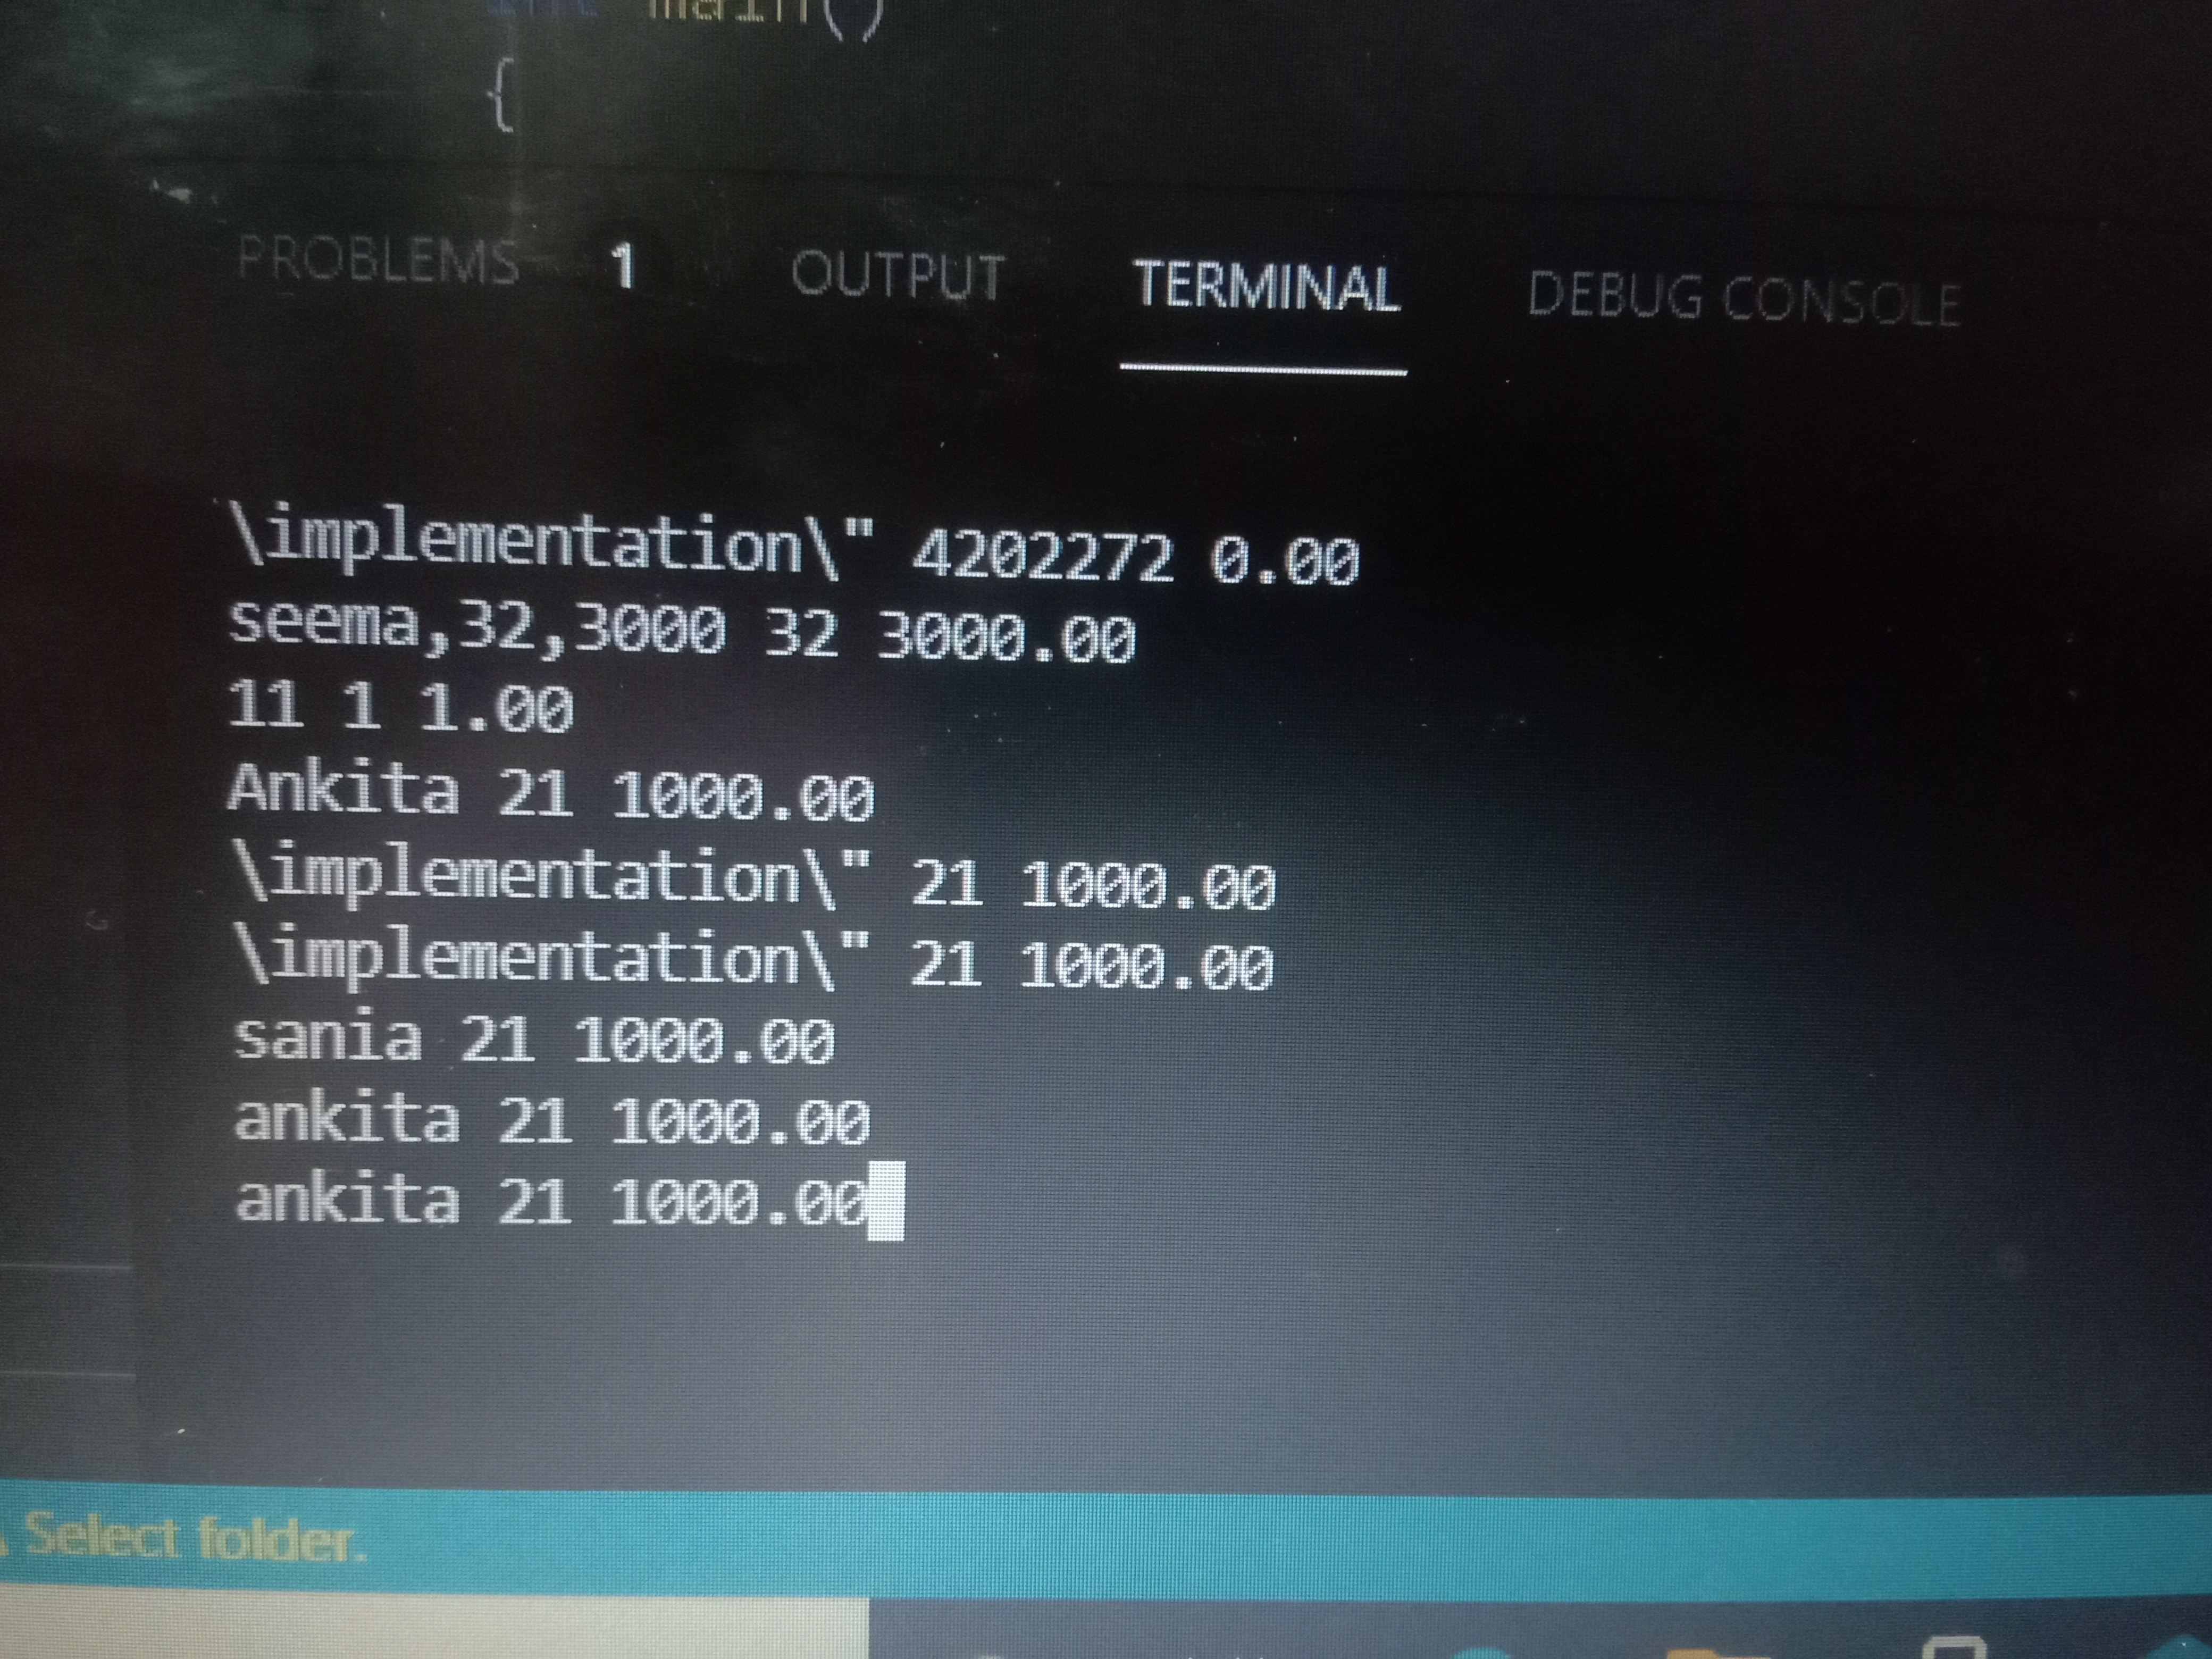 int main()
{
PROBLEMS 1 OUTPUT TERMINAL DEBUG CONSOLE
\implementation\" 4202272 0.00
seema,32,3000 32 3000.00
11 1 1.00
Ankita 21 1000.00
\implementation\" 21 1000.00
\implementation\" 21 1000.00
sania 21 1000.00
ankita 21 1000.00
ankita 21 1000.00
Select folder.